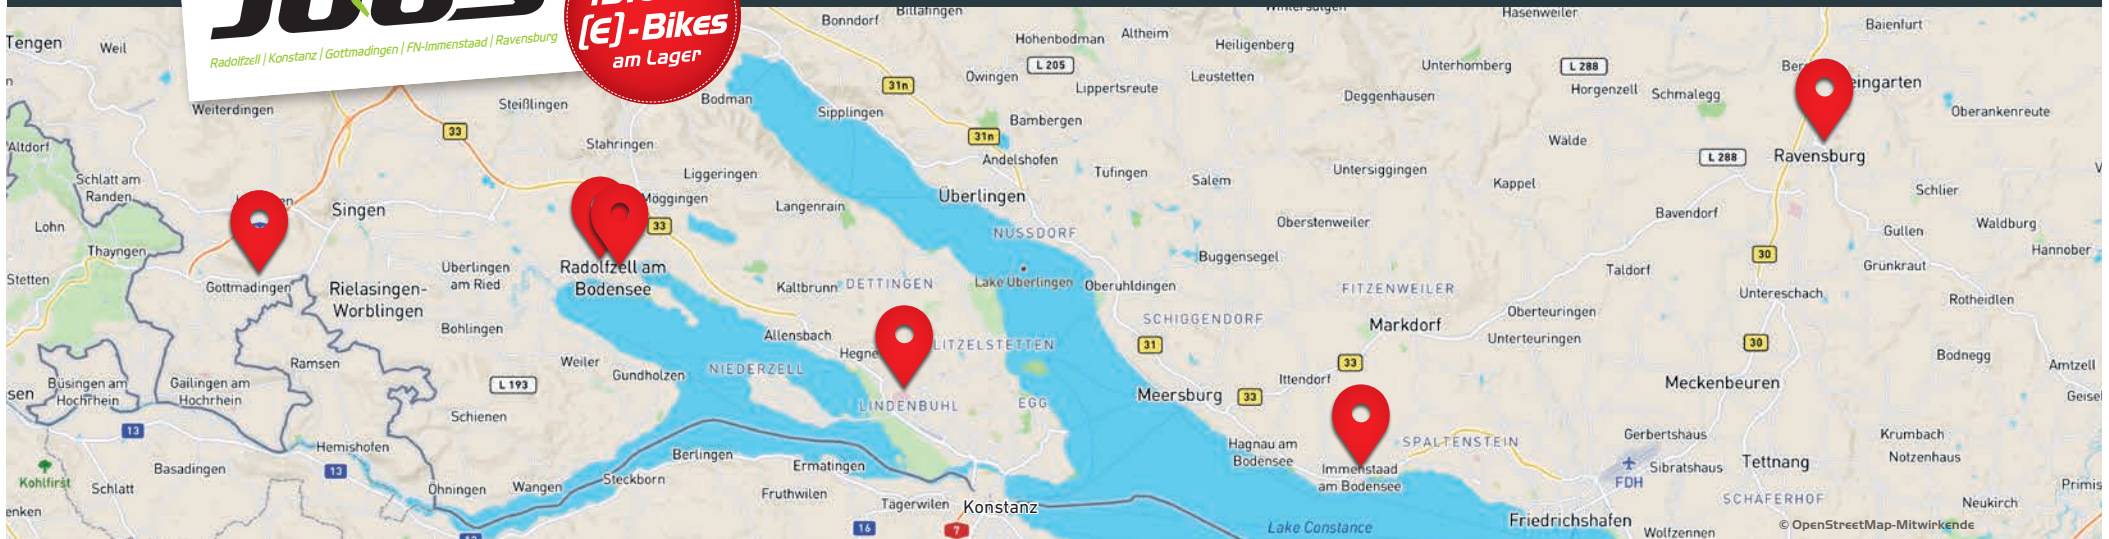 Radolfzell | Konstanz | Gottmadingen | FN-Immenstaad | Ravensburg
(E)-Bikes
am Lager
Tengen
Weil
Weiterdingen
Steißlingen
Bodman
Bonndorf
Billafingen
Hohenbodman
Altheim
Heiligenberg
Hasenweiler
Baienfurt
L 205
Owingen
Lippertsreute
Leustetten
Unterhomberg
L 288
Horgenzell
Schmalegg
Deggenhausen
Oberankenreute
31n
Sipplingen
Bambergen
33
31n
Stahringen
Andelshofen
Wälde
Altdorf
L 288
Ravensburg
Schlatt am
Randen
Liggeringen
Tufingen
Salem
Untersiggingen
Kappel
Schlier
Möggingen
Langenrain
Überlingen
Singen
Bavendorf
Lohn
33
NUSSDORF
Oberstenweiler
Waldburg
Gullen
Thayngen
Buggensegel
30
Hannober
Stetten
Gottmadingen
Uberlingen
am Ried
Radolfzell am
Bodensee
Kaltbrunn
DETTINGEN
Lake Uberlingen
Oberuhldingen
FITZENWEILER
Taldorf
Grünkraut
Rielasingen-
Worblingen
Untereschach
Rotheidlen
Bohlingen
SCHIGGENDORF
Markdorf
Oberteuringen
Unterteuringen
Allensbach
LITZELSTETTEN
31
30
Ramsen
Weiler
Gundholzen
NIEDERZELL
33
Bodnegg
Amtzell
Büsingen am
Hochrhein
Gailingen am
Hochrhein
L 193
Ittendorf
Meckenbeuren
Meersburg
33
Schienen
LINDENBUHL
EGG
13
Hemishofen
Hagnau am
Bodensee
SPALTENSTEIN
Gerbertshaus
Krumbach
Notzenhaus
Basadingen
13
Berlingen
Ermatingen
Immenstaad
am Bodensee
FDH
Sibratshaus
Tettnang
Kohlfirst
Schlatt
Öhningen
Wangen
Steckborn
Fruthwilen
Tägerwilen
Konstanz
SCHÄFERHOF
Neukirch
16
7
Lake Constance
Friedrichshafen
Wolfzennen
© OpenStreetMap-Mitwirkende